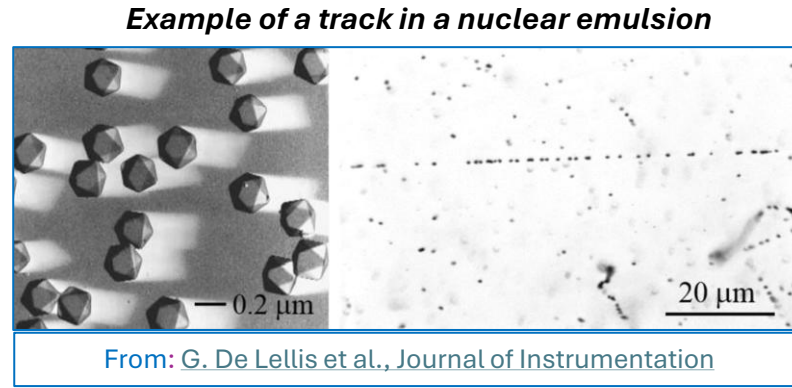 Example of a track in a nuclear emulsion
0.2 μm
20 μm
From: G. De Lellis et al., Journal of Instrumentation